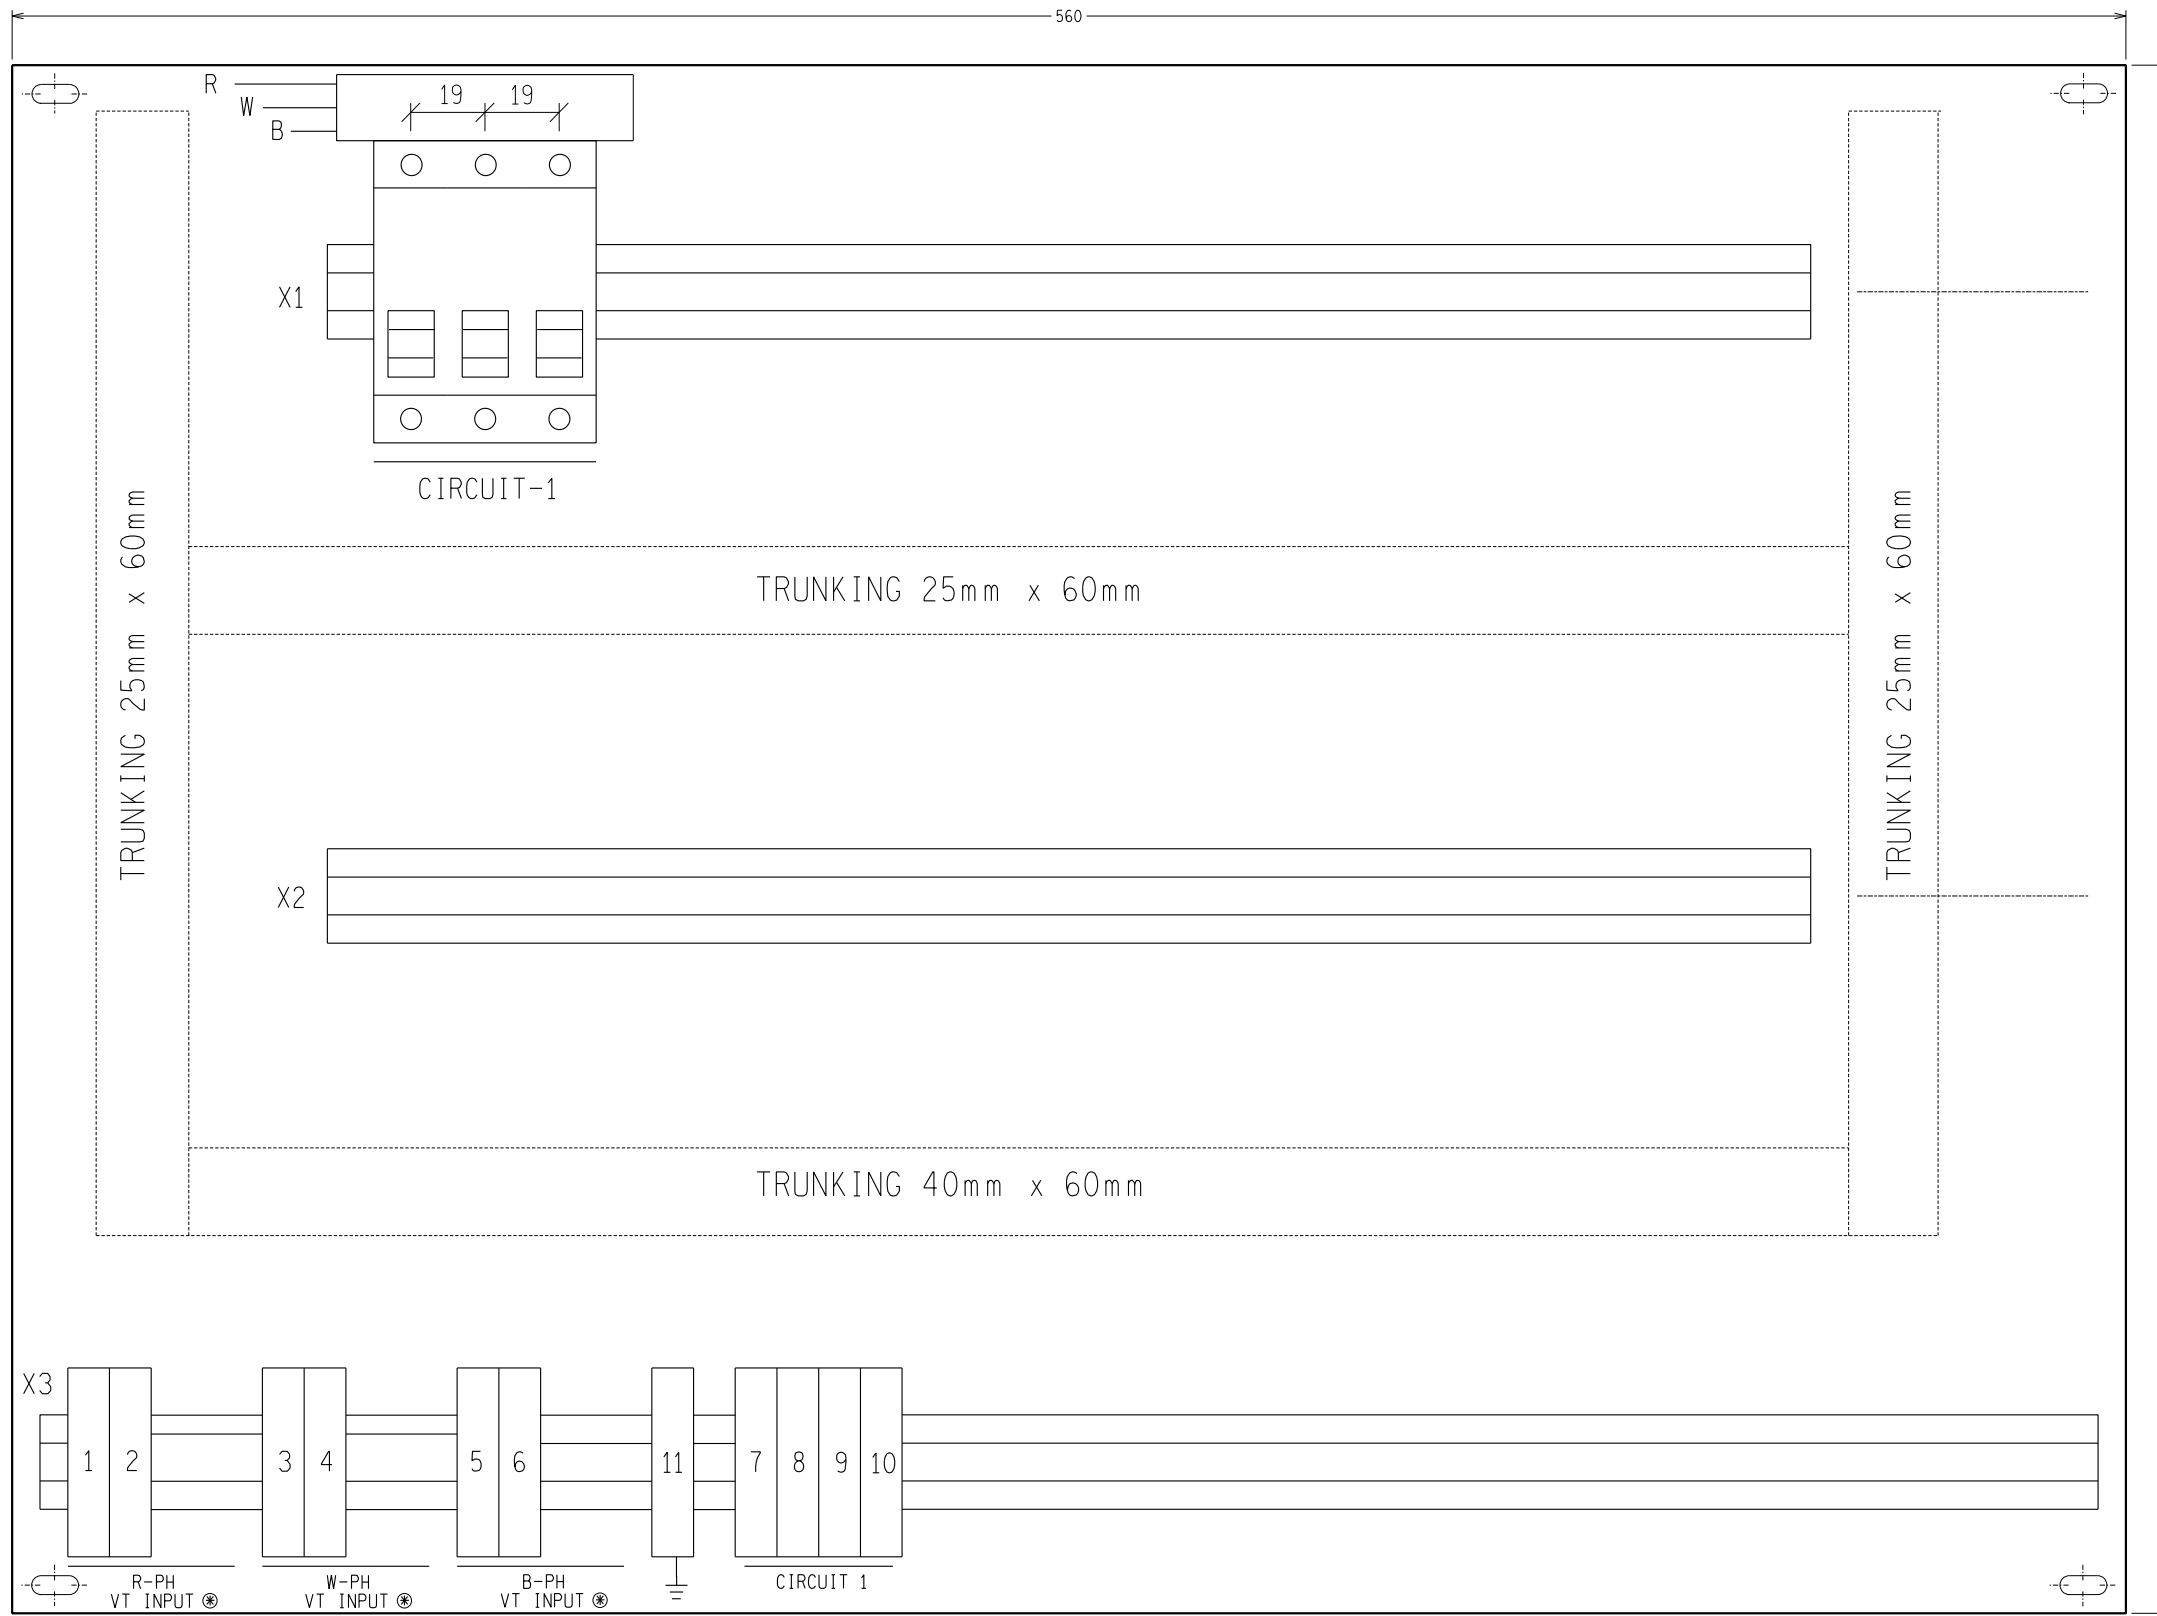 560
R
19 19
W
B
X1
CIRCUIT-1
TRUNKING 25mm x 60mm
TRUNKING 25mm x 60mm
TRUNKING 25mm x 60mm
X2
TRUNKING 40mm x 60mm
X3
1 2 3 4 5 6 11 7 8 9 10
R-PH
VT INPUT ⊛
W-PH
VT INPUT ⊛
B-PH
VT INPUT ⊛
CIRCUIT 1